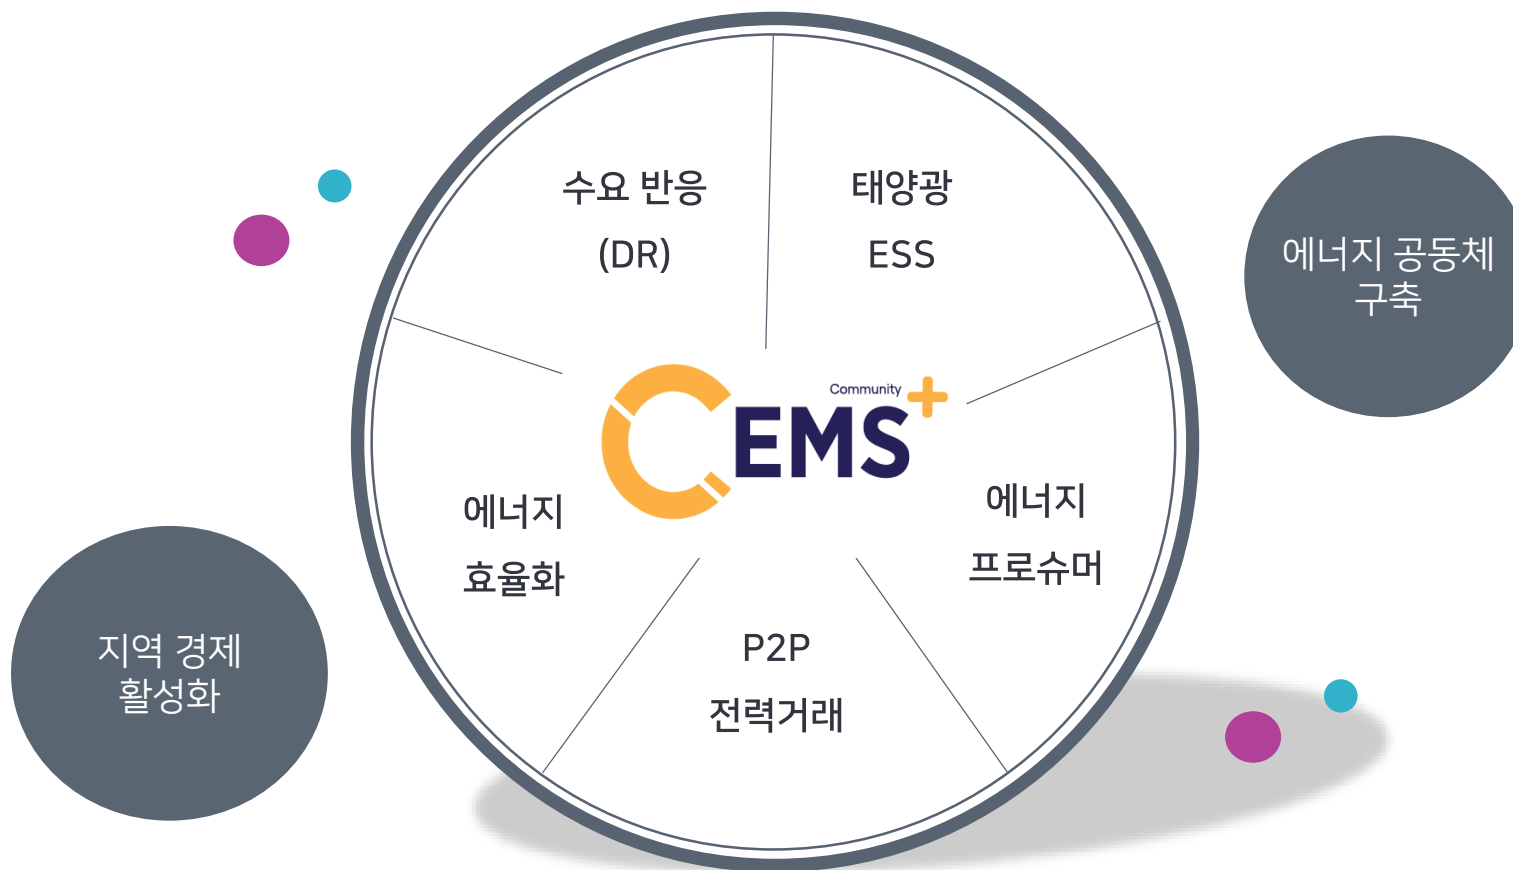 수요 반응
(DR)
태양광
ESS
에너지 공동체
구축
Community
CEMS+
에너지
효율화
에너지
프로슈머
P2P
전력거래
지역 경제
활성화